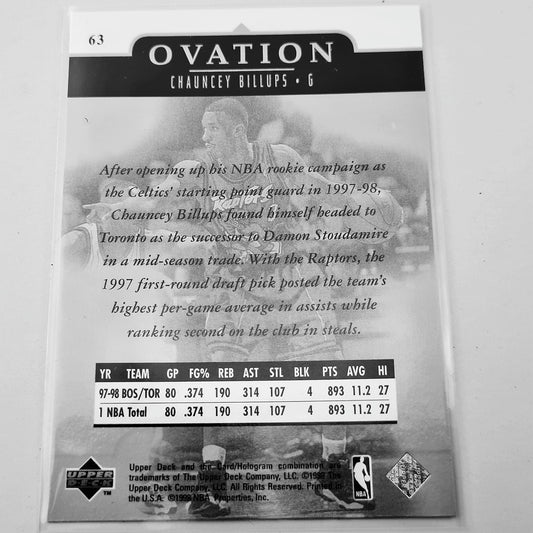 63
OVATION
CHAUNCEY BILLUPS • G
After opening up his NBA rookie campaign as
the Celtics' starting point guard in 1997-98,
Chauncey Billups found himself headed to
Toronto as the successor to Damon Stoudamire
in a mid-season trade. With the Raptors, the
1997 first-round draft pick posted the team's
highest per-game average in assists while
ranking second on the club in steals.
YR TEAM GP FG% REB AST STL BLK PTS AVG HI
97-98 BOS/TOR 80 .374 190 314 107 4 893 11.2 27
1 NBA Total 80 .374 190 314 107 4 893 11.2 27
Upper Deck and the Card/Hologram combination are
trademarks of The Upper Deck Company, LLC. ©1998 The
Upper Deck Company, LLC. All Rights Reserved. Printed in
the U.S.A. ©1998 NBA Properties, Inc.
UPPER DECK ™
NBA